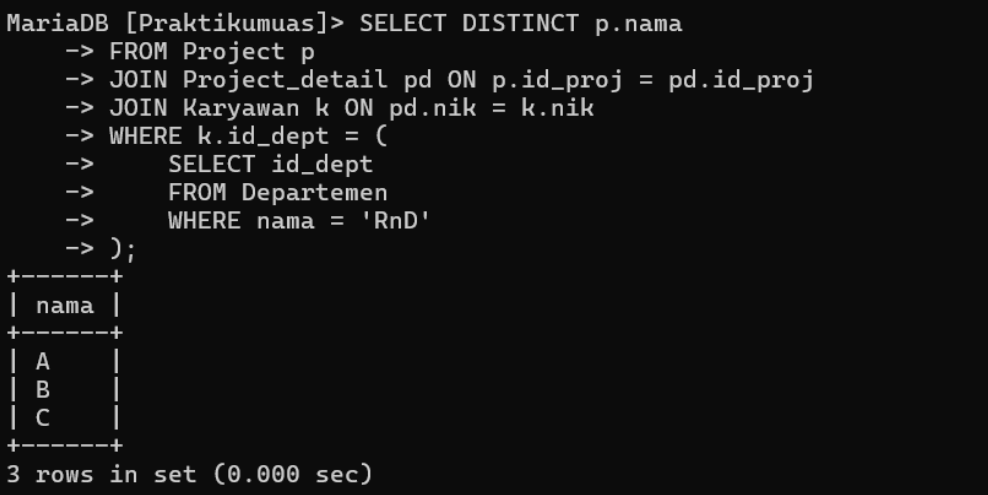 MariaDB [Praktikumuas]> SELECT DISTINCT p.nama
    -> FROM Project p
    -> JOIN Project_detail pd ON p.id_proj = pd.id_proj
    -> JOIN Karyawan k ON pd.nik = k.nik
    -> WHERE k.id_dept = (
    ->     SELECT id_dept
    ->     FROM Departemen
    ->     WHERE nama = 'RnD'
    -> );
+------+
| nama |
+------+
| A    |
| B    |
| C    |
+------+
3 rows in set (0.000 sec)